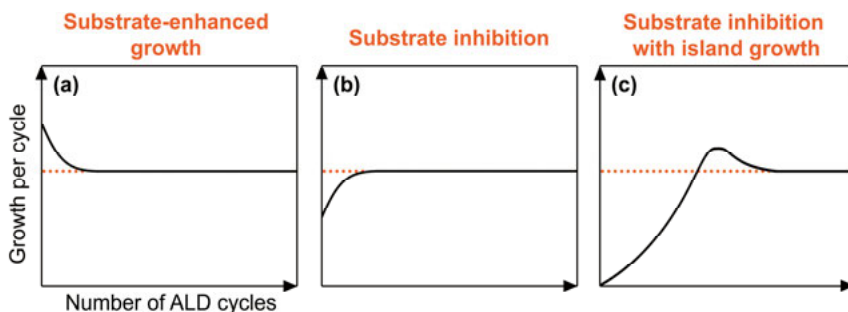 Substrate-enhanced
growth
Substrate inhibition
Substrate inhibition
with island growth
(a)
(b)
(c)
Growth per cycle
Number of ALD cycles